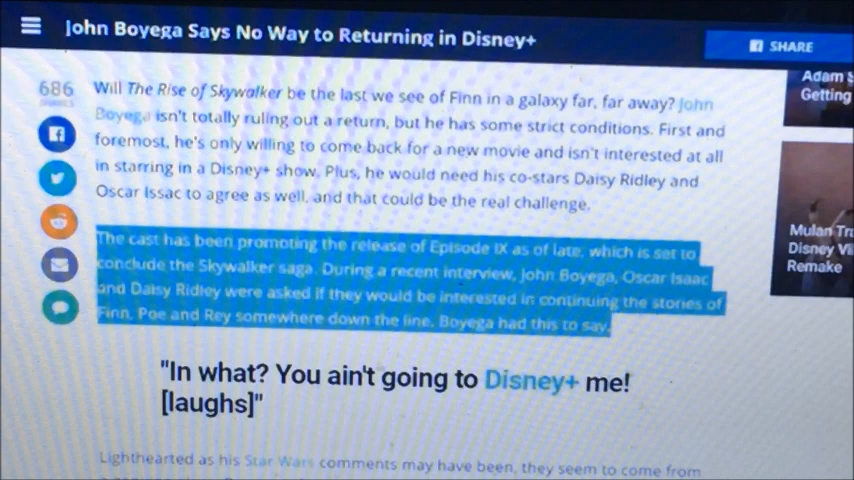 John Boyega Says No Way to Returning in Disney+
SHARE
686
SHARES
Will The Rise of Skywalker be the last we see of Finn in a galaxy far, far away? John
Boyega isn't totally ruling out a return, but he has some strict conditions. First and
foremost, he's only willing to come back for a new movie and isn't interested at all
in starring in a Disney+ show. Plus, he would need his co-stars Daisy Ridley and
Oscar Issac to agree as well, and that could be the real challenge.
The cast has been promoting the release of Episode IX as of late, which is set to
conclude the Skywalker saga. During a recent interview, John Boyega, Oscar Isaac
and Daisy Ridley were asked if they would be interested in continuing the stories of
Finn, Poe and Rey somewhere down the line. Boyega had this to say.
"In what? You ain't going to Disney+ me!
[laughs]"
Lighthearted as his Star Wars comments may have been, they seem to come from
Adam
Getting
Mulan
Disney
Remake